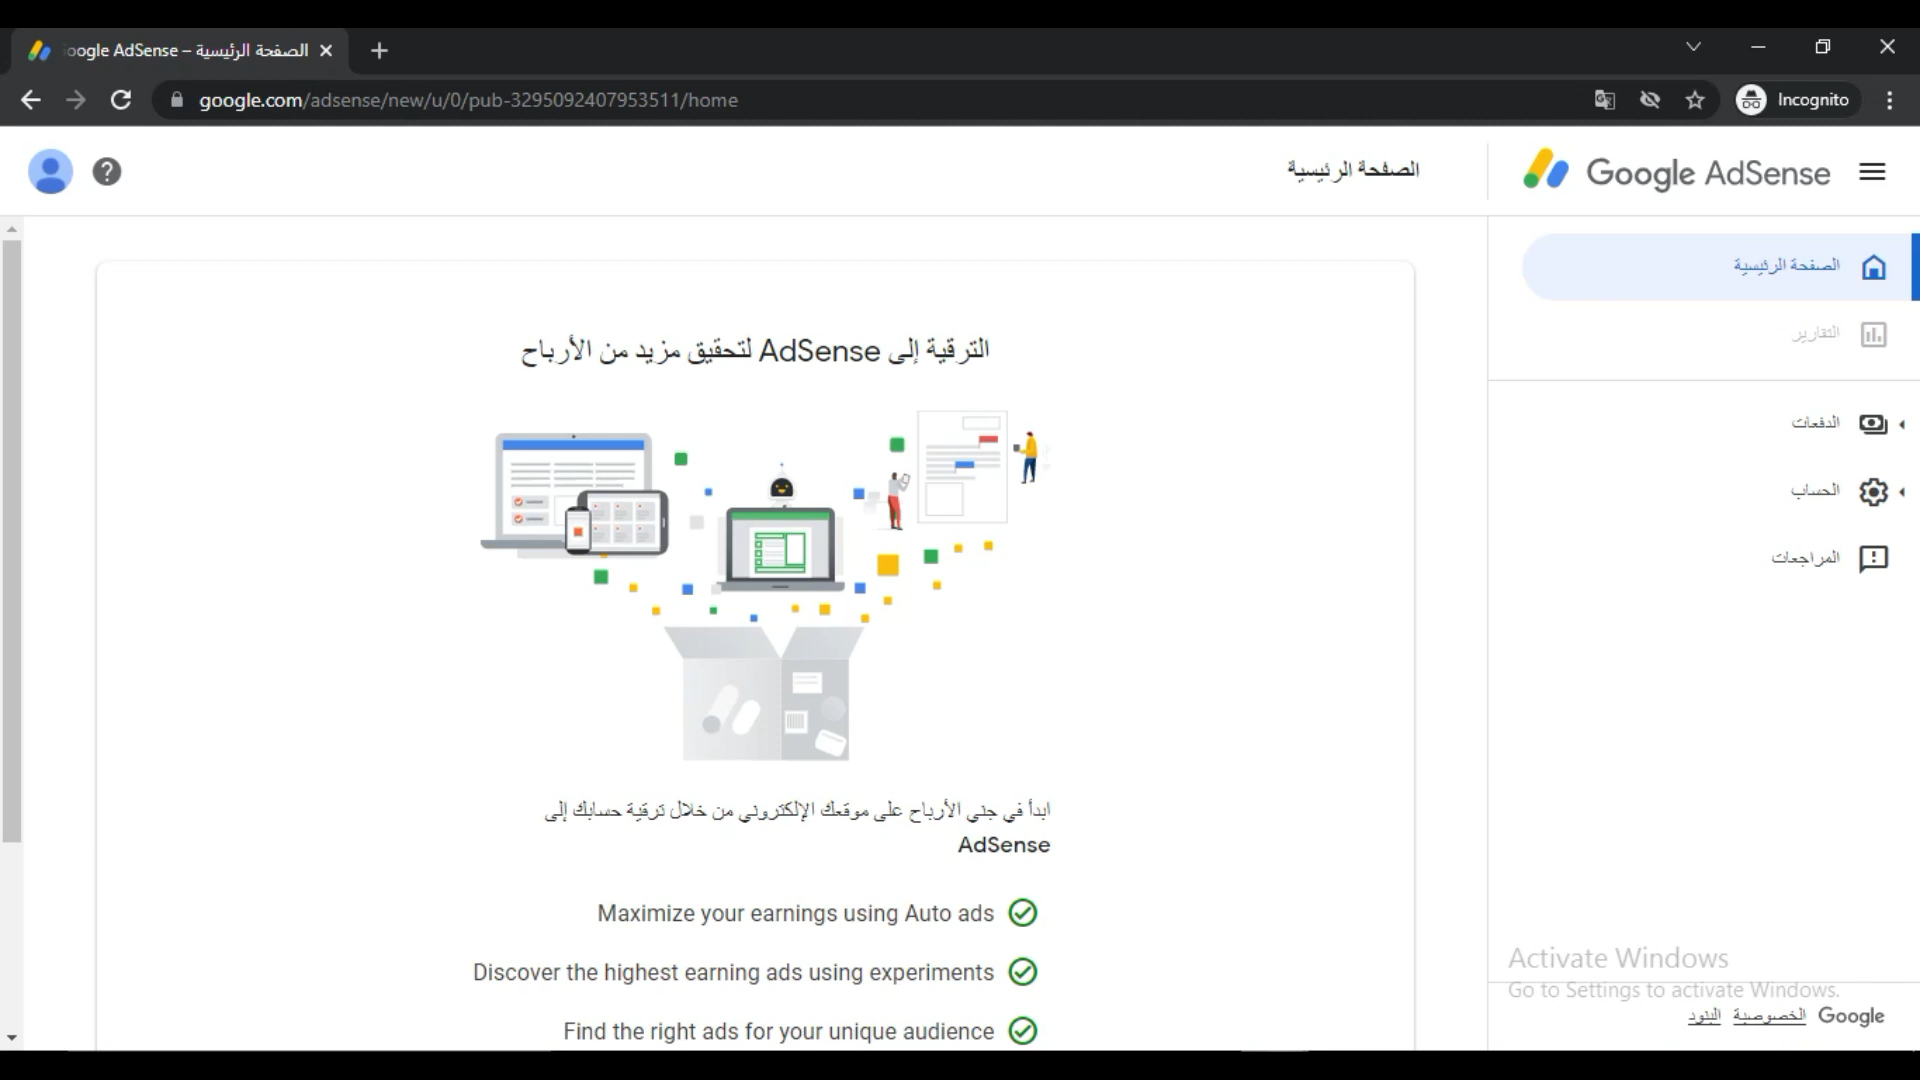 oogle AdSense – الصفحة الرئيسية
google.com/adsense/new/u/0/pub-3295092407953511/home
Incognito
الصفحة الرئيسية
Google AdSense
الصفحة الرئيسية
التقارير
الدفعات
الحساب
المراجعات
الترقية إلى AdSense لتحقيق مزيد من الأرباح
ابدأ في جني الأرباح على موقعك الإلكتروني من خلال ترقية حسابك إلى
AdSense
Maximize your earnings using Auto ads
Discover the highest earning ads using experiments
Find the right ads for your unique audience
Activate Windows
Go to Settings to activate Windows.
Google الخصوصية البنود